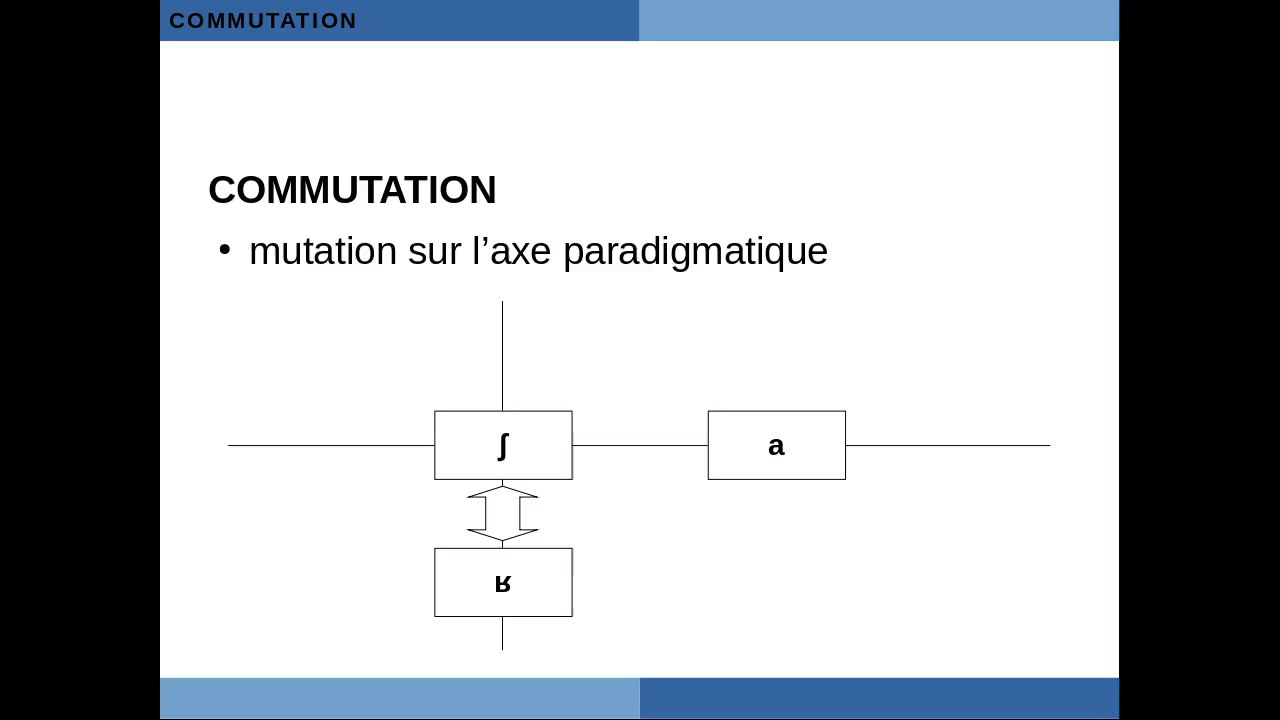 COMMUTATION
COMMUTATION
• mutation sur l’axe paradigmatique
ʃ
a
ʁ